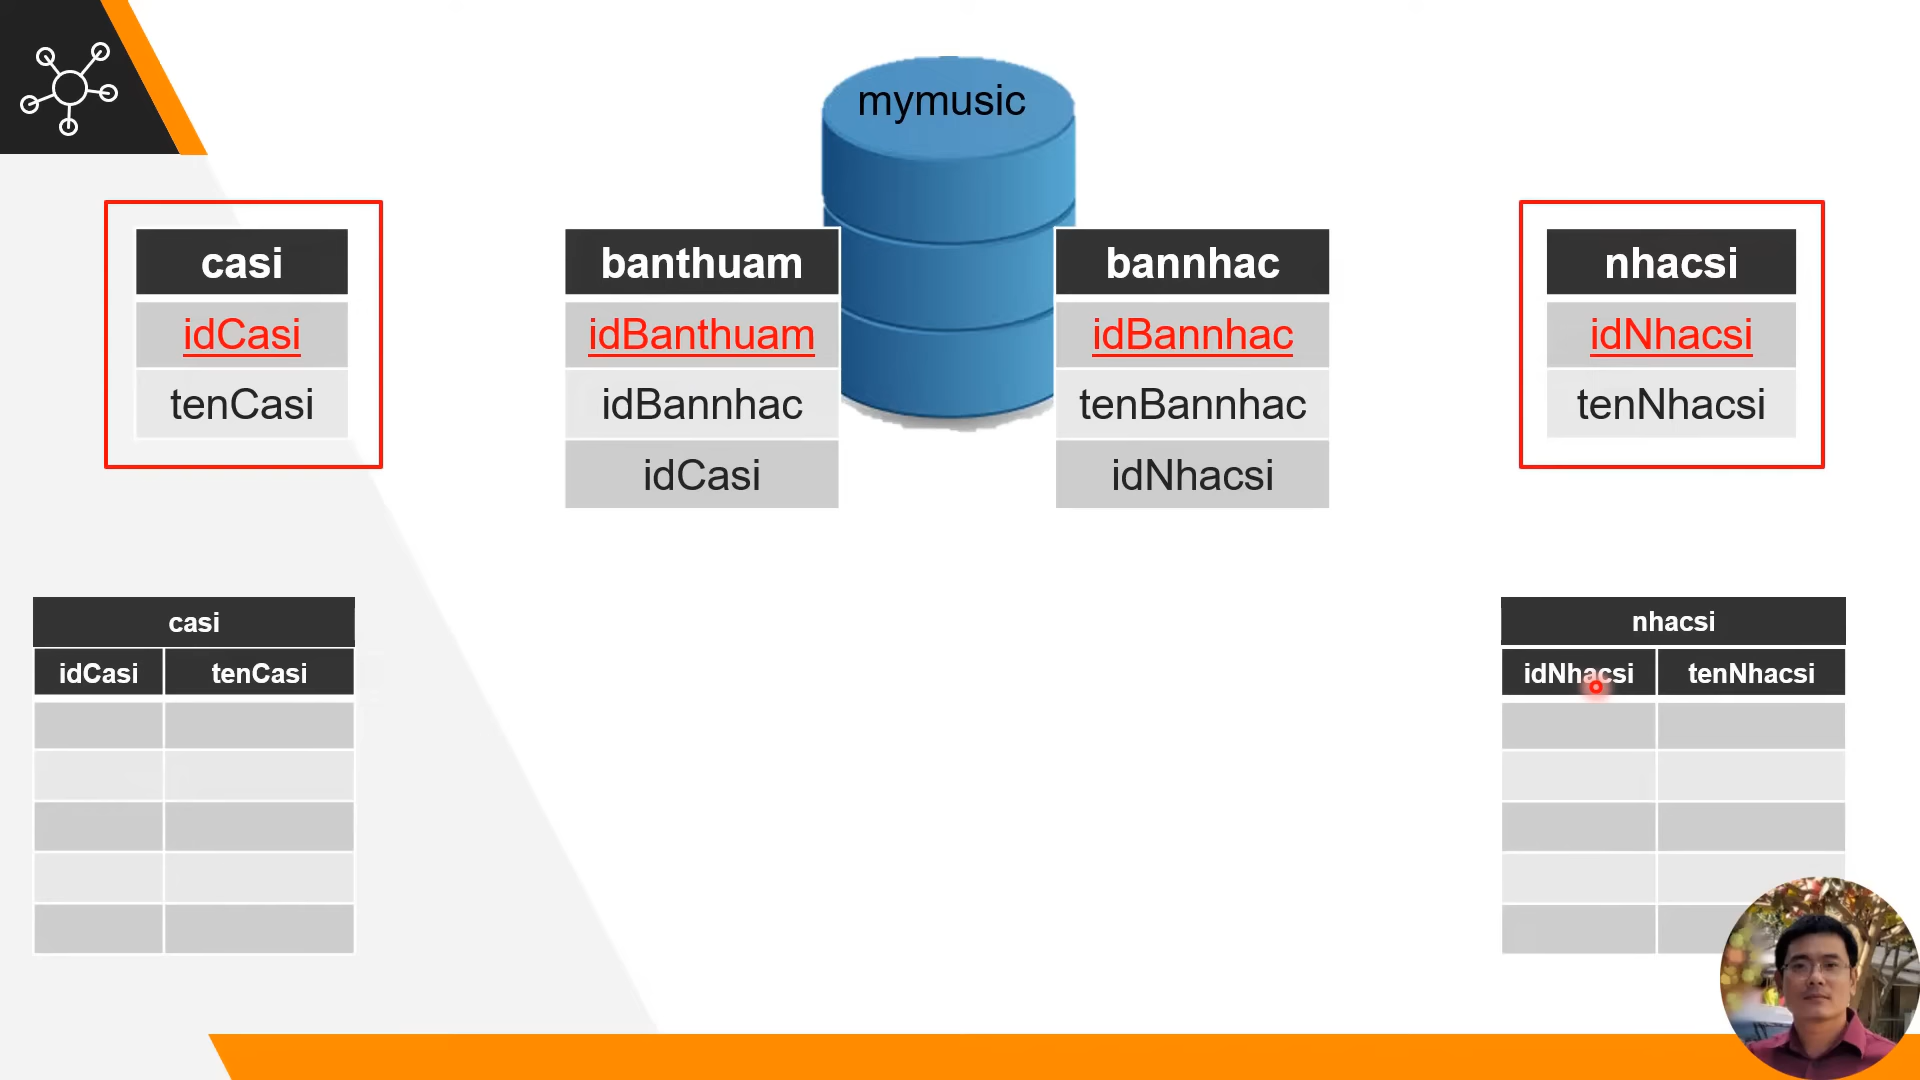 mymusic
casi
idCasi
tenCasi
banthuam
idBanthuam
idBannhac
idCasi
bannhac
idBannhac
tenBannhac
idNhacsi
nhacsi
idNhacsi
tenNhacsi
casi
idCasi tenCasi
nhacsi
idNhacsi tenNhacsi